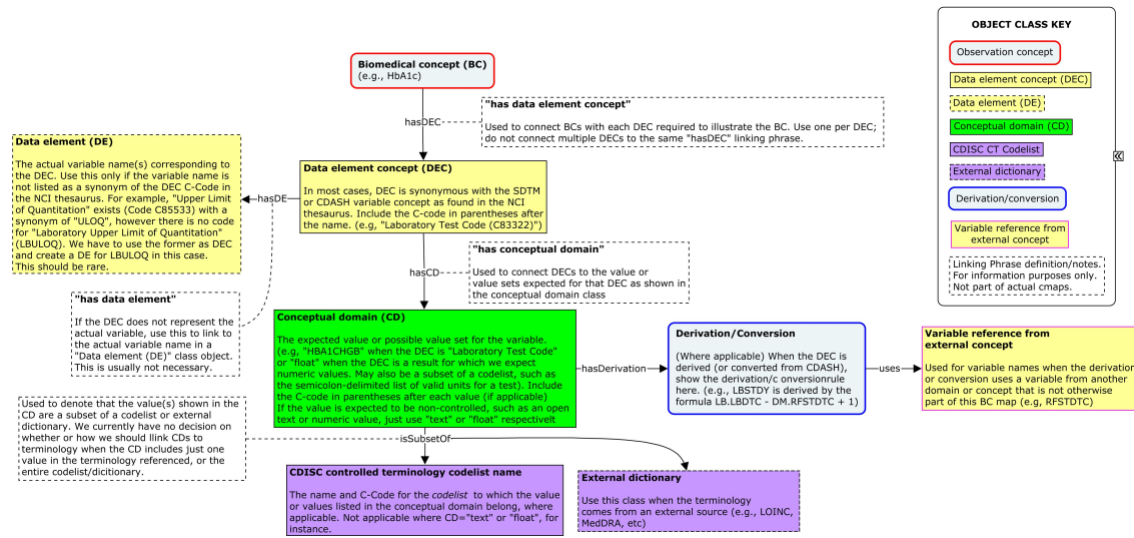 Biomedical concept (BC)
(e.g., HbA1c)
hasDEC
"has data element concept"
Used to connect BCs with each DEC required to illustrate the BC. Use one per DEC;
do not connect multiple DECs to the same "hasDEC" linking phrase.
Data element (DE)
The actual variable name(s) corresponding to
the DEC. Use this only if the variable name is
not listed as a synonym of the DEC C-Code in
the NCI thesaurus. For example, "Upper Limit
of Quantitation" exists (Code C85533) with a
synonym of "ULOQ", however there is no code
for "Laboratory Upper Limit of Quantitation"
(LBULOQ). We have to use the former as DEC
and create a DE for LBULOQ in this case.
This should be rare.
hasDE
Data element concept (DEC)
In most cases, DEC is synonymous with the SDTM
or CDASH variable concept as found in the NCI
thesaurus. Include the C-code in parentheses after
the name. (e.g, "Laboratory Test Code (C83322)")
hasCD
"has conceptual domain"
Used to connect DECs to the value or
value sets expected for that DEC as shown in
the conceptual domain class
"has data element"
If the DEC does not represent the
actual variable, use this to link to
the actual variable name in a
"Data element (DE)" class object.
This is usually not necessary.
Conceptual domain (CD)
The expected value or possible value set for the variable.
(e.g, "HBA1CHGB" when the DEC is "Laboratory Test Code"
or "float" when the DEC is a result for which we expect
numeric values. May also be a subset of a codelist, such as
the semicolon-delimited list of valid units for a test). Include
the C-code in parentheses after each value (if applicable)
If the value is expected to be non-controlled, such as an open
text or numeric value, just use "text" or "float" respectivelt
hasDerivation
Derivation/Conversion
(Where applicable) When the DEC is
derived (or converted from CDASH),
show the derivation/c onversionrule
here. (e.g., LBSTDY is derived by the
formula LB.LBDTC - DM.RFSTDTC + 1)
uses
Variable reference from
external concept
Used for variable names when the derivation
or conversion uses a variable from another
domain or concept that is not otherwise
part of this BC map (e.g, RFSTDTC)
Used to denote that the value(s) shown in the
CD are a subset of a codelist or external
dictionary. We currently have no decision on
whether or how we should llink CDs to
terminology when the CD includes just one
value in the terminology referenced, or the
entire codelist/dicitionary.
isSubsetOf
CDISC controlled terminology codelist name
The name and C-Code for the codelist to which the value
or values listed in the conceptual domain belong, where
applicable. Not applicable where CD="text" or "float", for
instance.
External dictionary
Use this class when the terminology
comes from an external source (e.g., LOINC,
MedDRA, etc)
OBJECT CLASS KEY
Observation concept
Data element concept (DEC)
Data element (DE)
Conceptual domain (CD)
CDISC CT Codelist
External dictionary
Derivation/conversion
Variable reference from
external concept
Linking Phrase definition/notes.
For information purposes only.
Not part of actual cmaps.